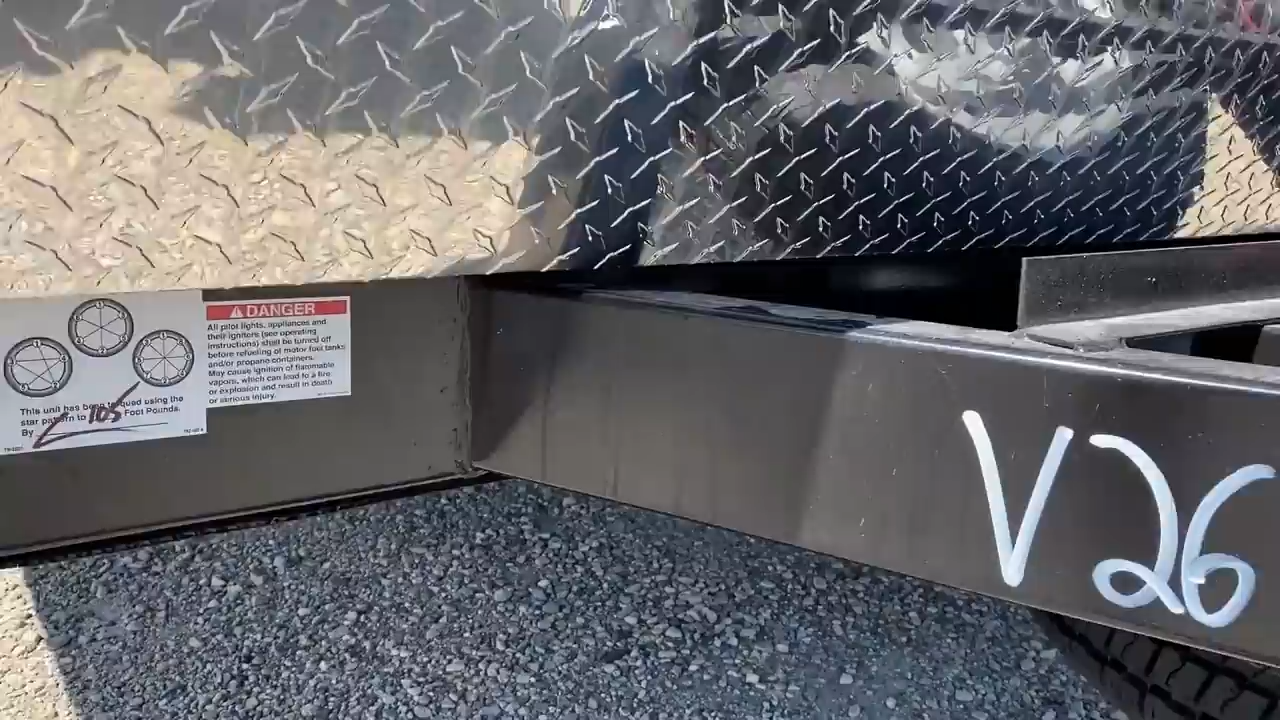 This unit has been torqued using the
star pattern to 105 Foot Pounds.
By
DANGER
All pilot lights, appliances and
their igniters (see operating
instructions) shall be turned off
before refueling of motor fuel tanks
and/or propane containers.
May cause ignition of flammable
vapors, which can lead to a fire
or explosion and result in death
or serious injury.
V26